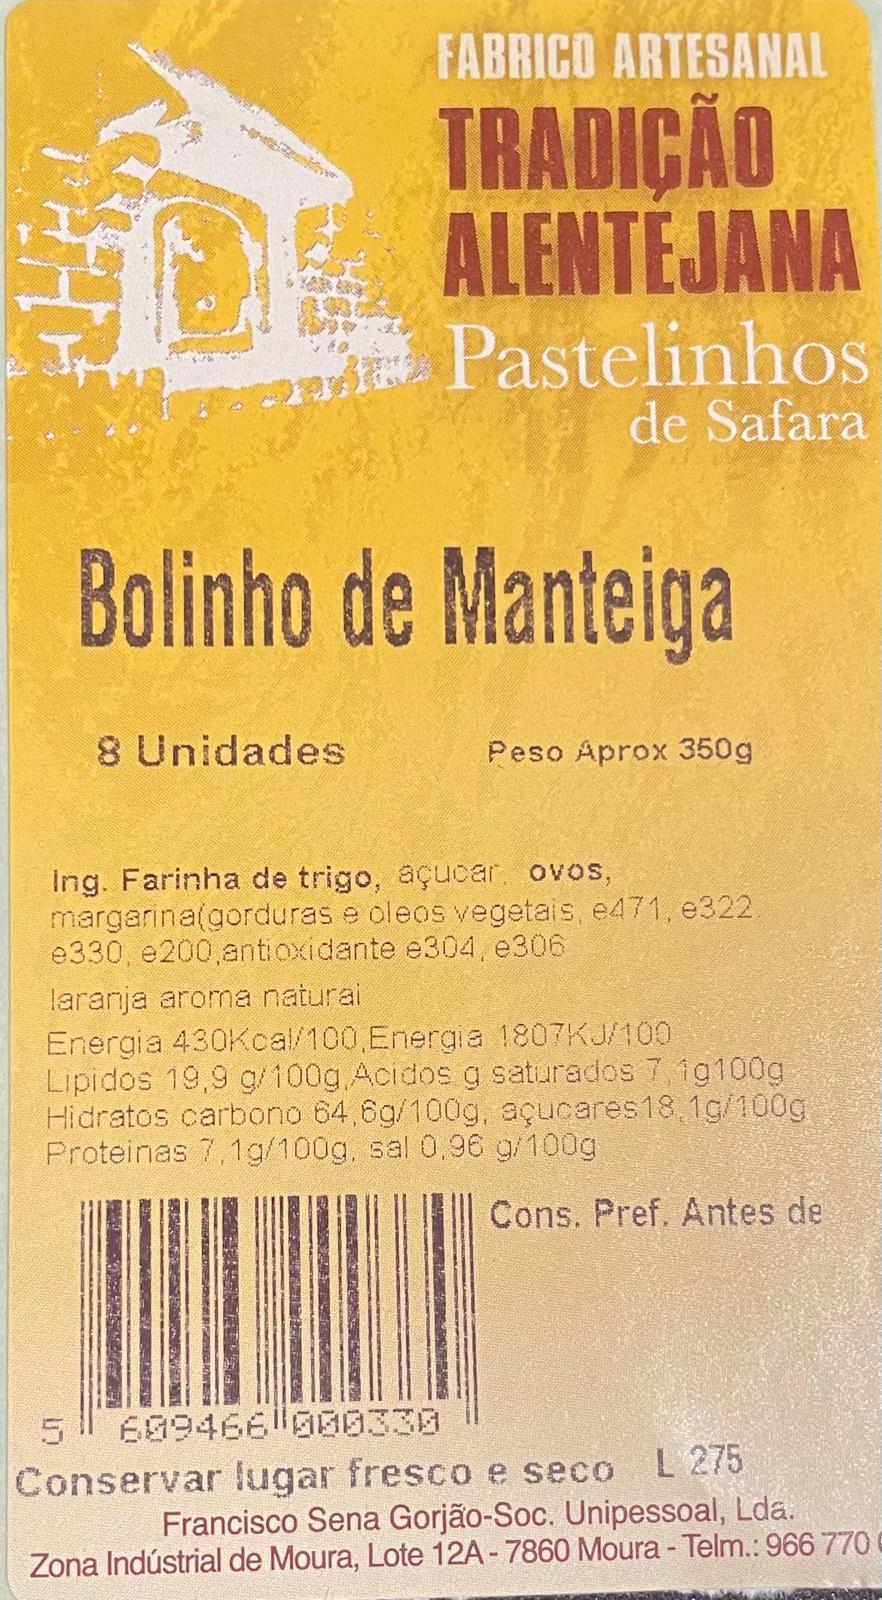 FABRICO ARTESANAL
TRADIÇÃO
ALENTEJANA
Pastelinhos
de Safara
Bolinho de Manteiga
8 Unidades Peso Aprox 350g
Ing. Farinha de trigo, açucar, ovos,
margarina(gorduras e oleos vegetais, e471, e322.
e330, e200,antioxidante e304, e306
laranja aroma natural
Energia 430Kcal/100,Energia 1807KJ/100
Lipidos 19,9 g/100g,Acidos g saturados 7,1g100g
Hidratos carbono 64,6g/100g, açucares18,1g/100g
Proteinas 7,1g/100g, sal 0,96 g/100g
Cons. Pref. Antes de
5 609466 000330
Conservar lugar fresco e seco L 275
Francisco Sena Gorjão-Soc. Unipessoal, Lda.
Zona Indústrial de Moura, Lote 12A - 7860 Moura - Telm.: 966 770